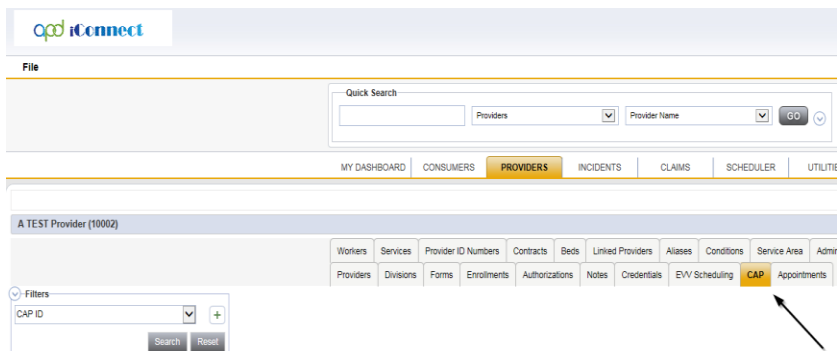 apd iConnect
File
Quick Search
Providers Provider Name GO
MY DASHBOARD CONSUMERS PROVIDERS INCIDENTS CLAIMS SCHEDULER UTILITIE
A TEST Provider (10002)
Workers Services Provider ID Numbers Contracts Beds Linked Providers Aliases Conditions Service Area Admin
Providers Divisions Forms Enrollments Authorizations Notes Credentials EVV Scheduling CAP Appointments
Filters
CAP ID
Search Reset